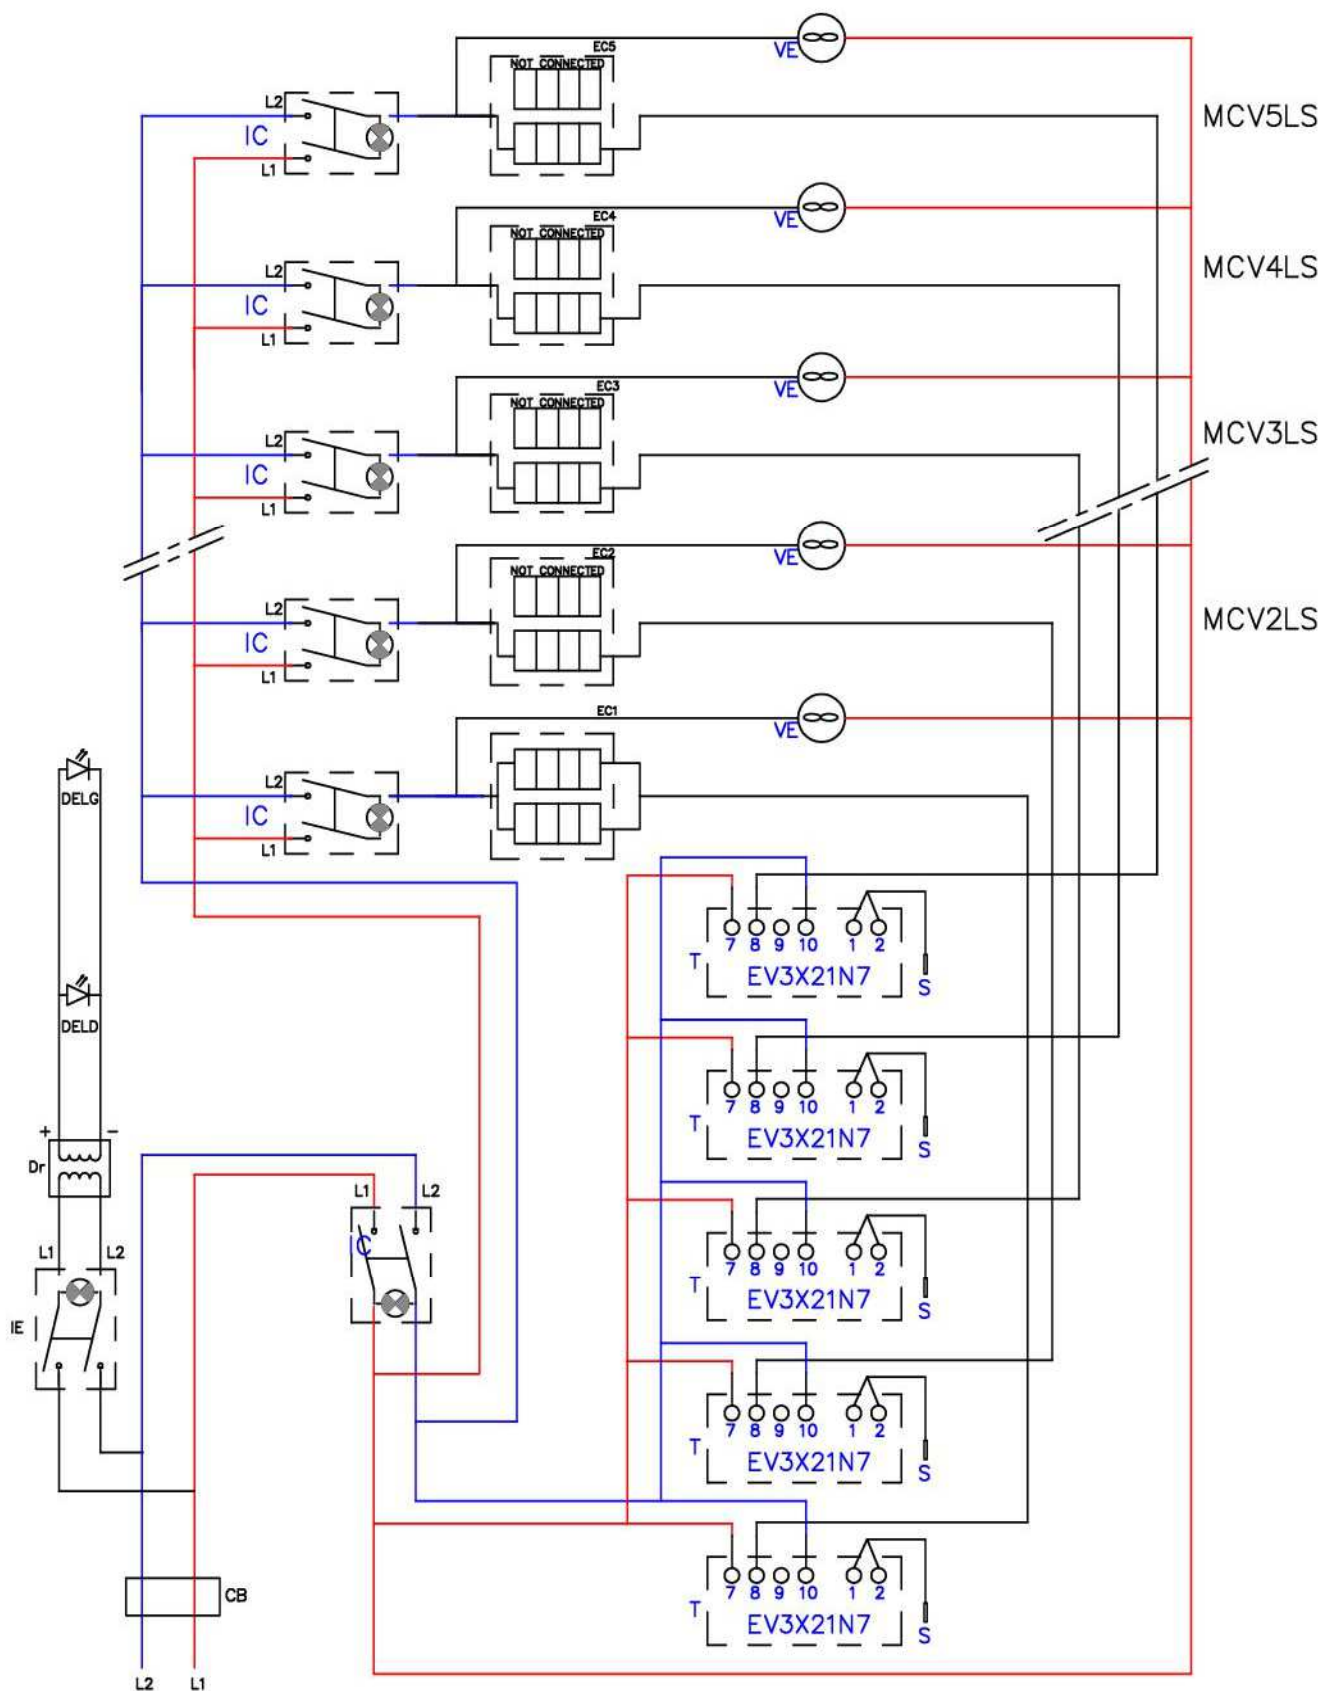 EC5
VE
NOT CONNECTED
L2
IC
L1
MCV5LS
EC4
VE
NOT CONNECTED
L2
IC
L1
MCV4LS
EC3
VE
NOT CONNECTED
L2
IC
L1
MCV3LS
EC2
VE
NOT CONNECTED
L2
IC
L1
MCV2LS
EC1
VE
L2
IC
L1
DELG
7 8 9 10 1 2
T EV3X21N7 S
DELD
7 8 9 10 1 2
T EV3X21N7 S
+ -
Dr
L1 L2
IC
7 8 9 10 1 2
T EV3X21N7 S
L1 L2
IE
7 8 9 10 1 2
T EV3X21N7 S
7 8 9 10 1 2
T EV3X21N7 S
CB
L2 L1